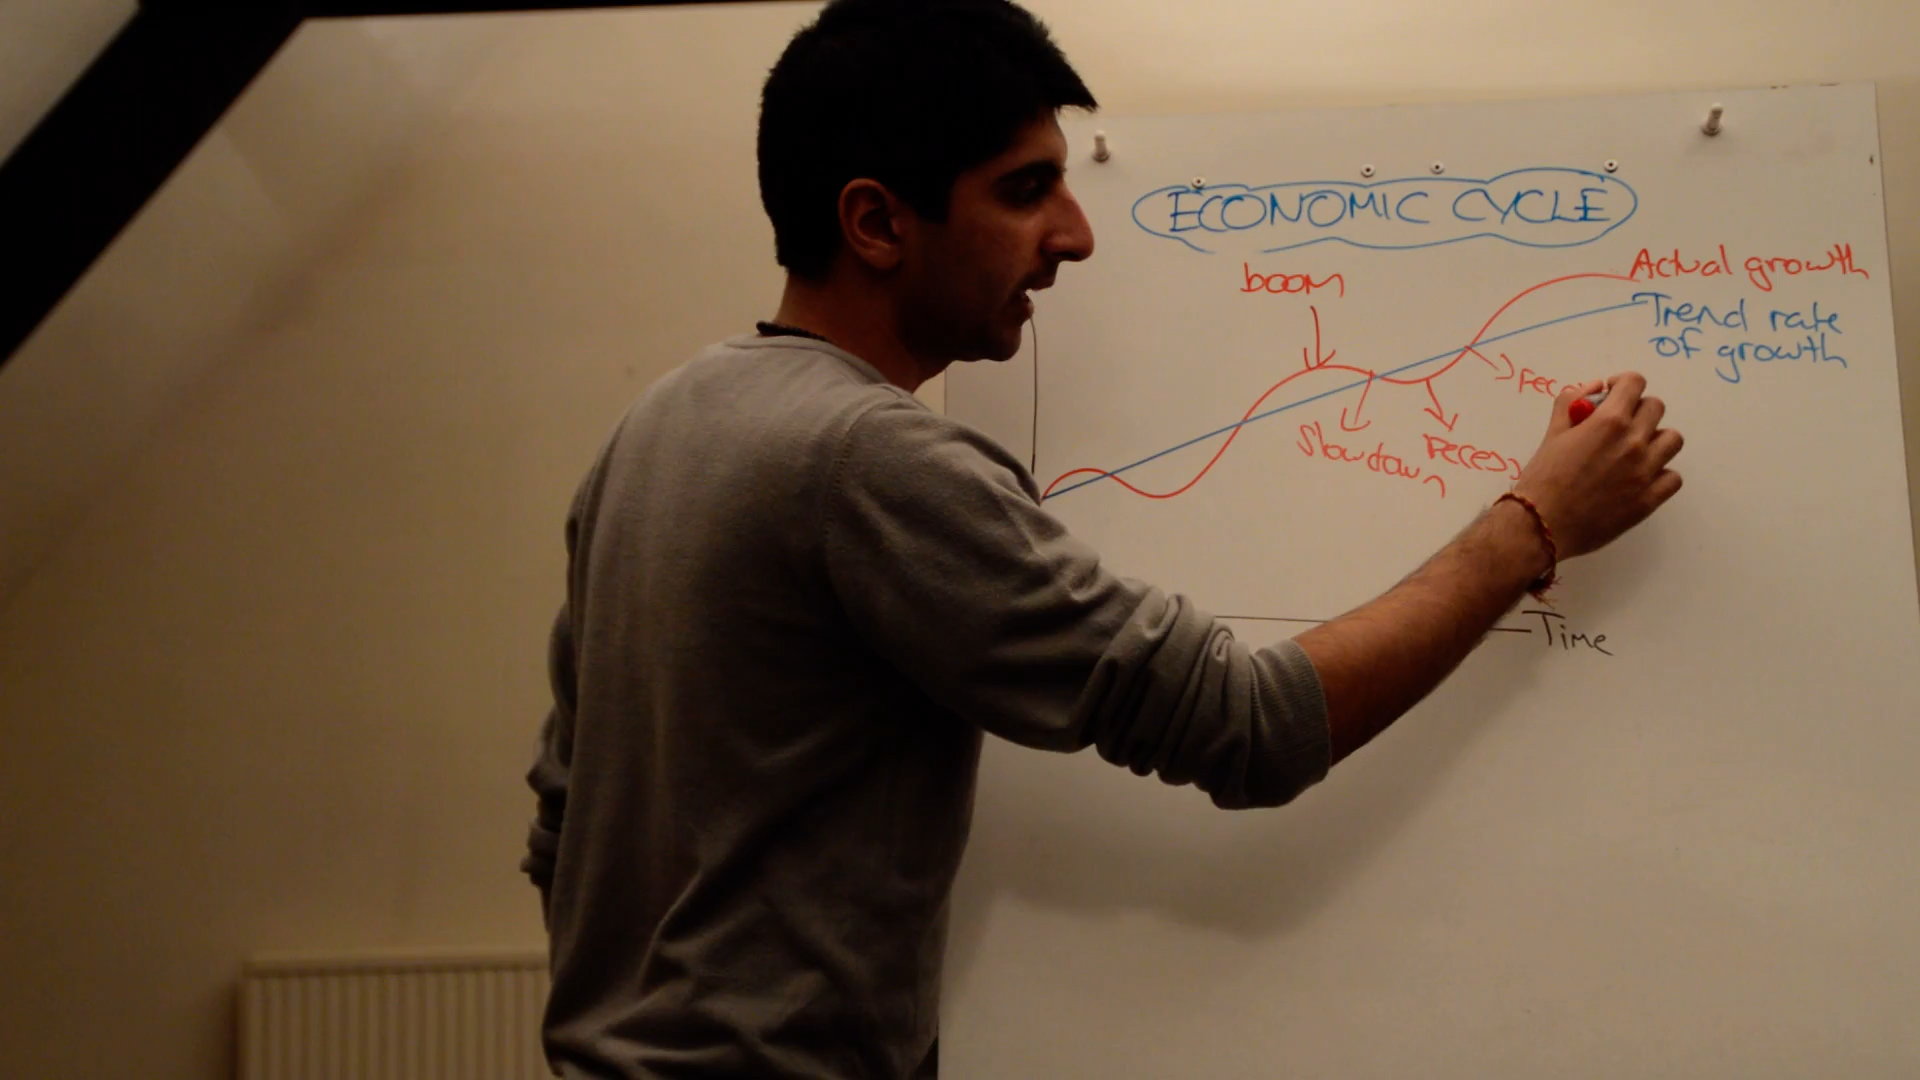 ECONOMIC CYCLE
boom
Actual growth
Trend rate
of growth
Slowdown
Time